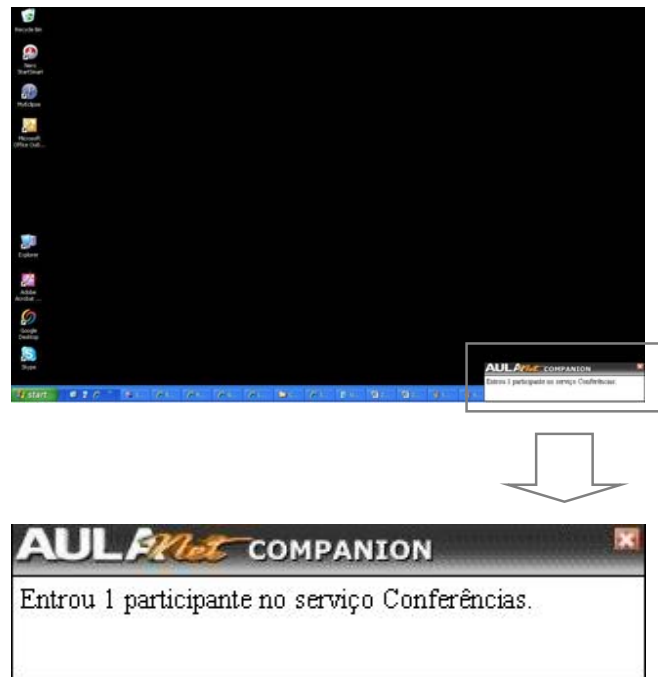 Recycle Bin
Nero
StartSmart
MyEclipse
Microsoft
Office Outl...
Explorer
Adobe
Acrobat ...
Google
Desktop
Skype
AULANet COMPANION
Entrou 1 participante no serviço Conferências.
start
AULANet COMPANION
Entrou 1 participante no serviço Conferências.